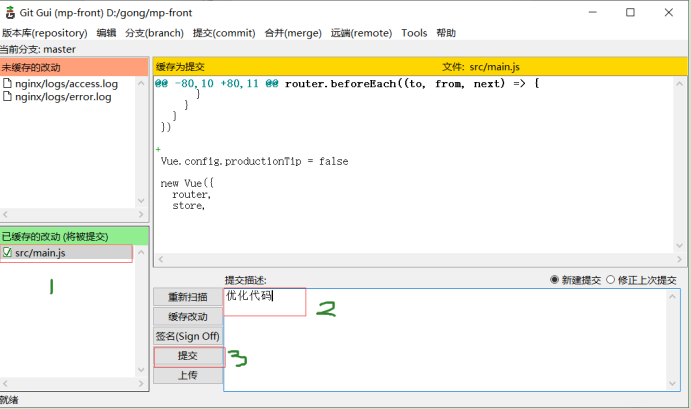 Git Gui (mp-front) D:/gong/mp-front
版本库(repository) 编辑 分支(branch) 提交(commit) 合并(merge) 远端(remote) Tools 帮助
当前分支: master
未缓存的改动
nginx/logs/access.log
nginx/logs/error.log
缓存为提交 文件: src/main.js
@@ -80,10 +80,11 @@ router.beforeEach((to, from, next) => {
}
}
}
})
+
Vue.config.productionTip = false
new Vue({
router,
store,
已缓存的改动 (将被提交)
src/main.js
1
提交描述: 新建提交 修正上次提交
重新扫描
缓存改动
签名(Sign Off)
提交
上传
优化代码
2
3
就绪